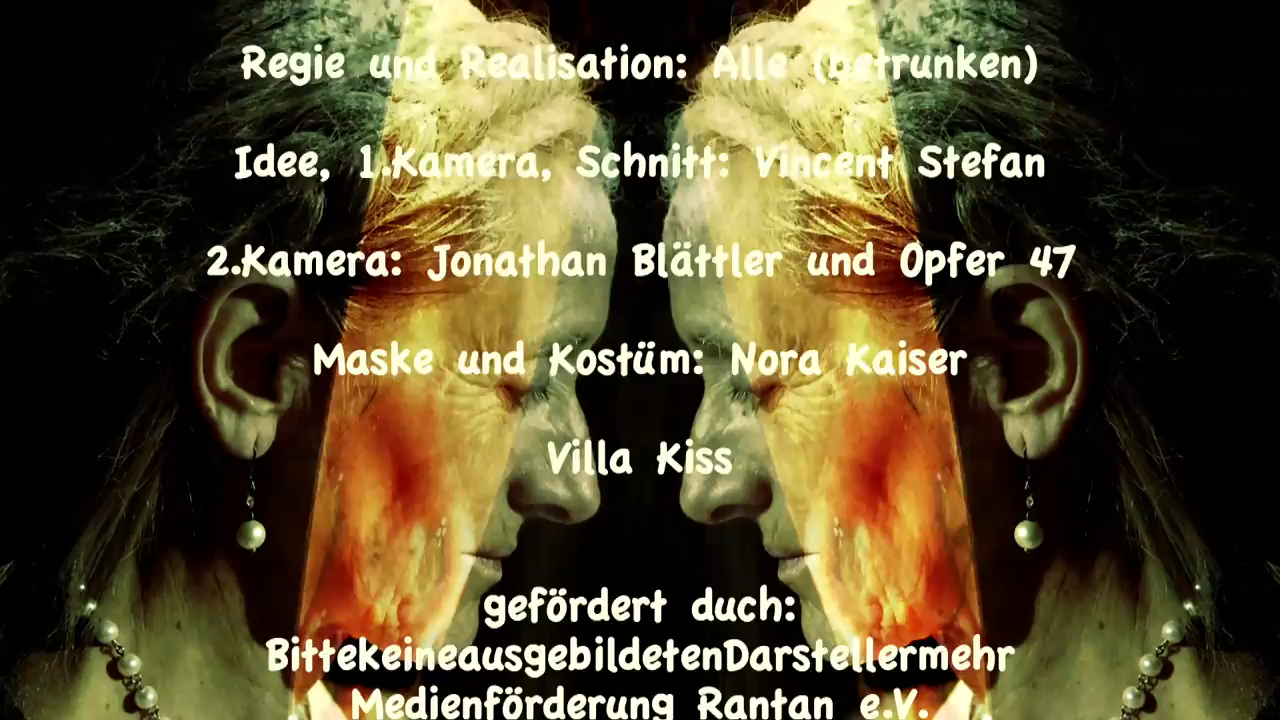 Regie und Realisation: Alle (betrunken)
Idee, 1.Kamera, Schnitt: Vincent Stefan
2.Kamera: Jonathan Blättler und Opfer 47
Maske und Kostüm: Nora Kaiser
Villa Kiss
gefördert duch:
BittekeineausgebildetenDarstellermehr
Medienförderung Rantan e.V.